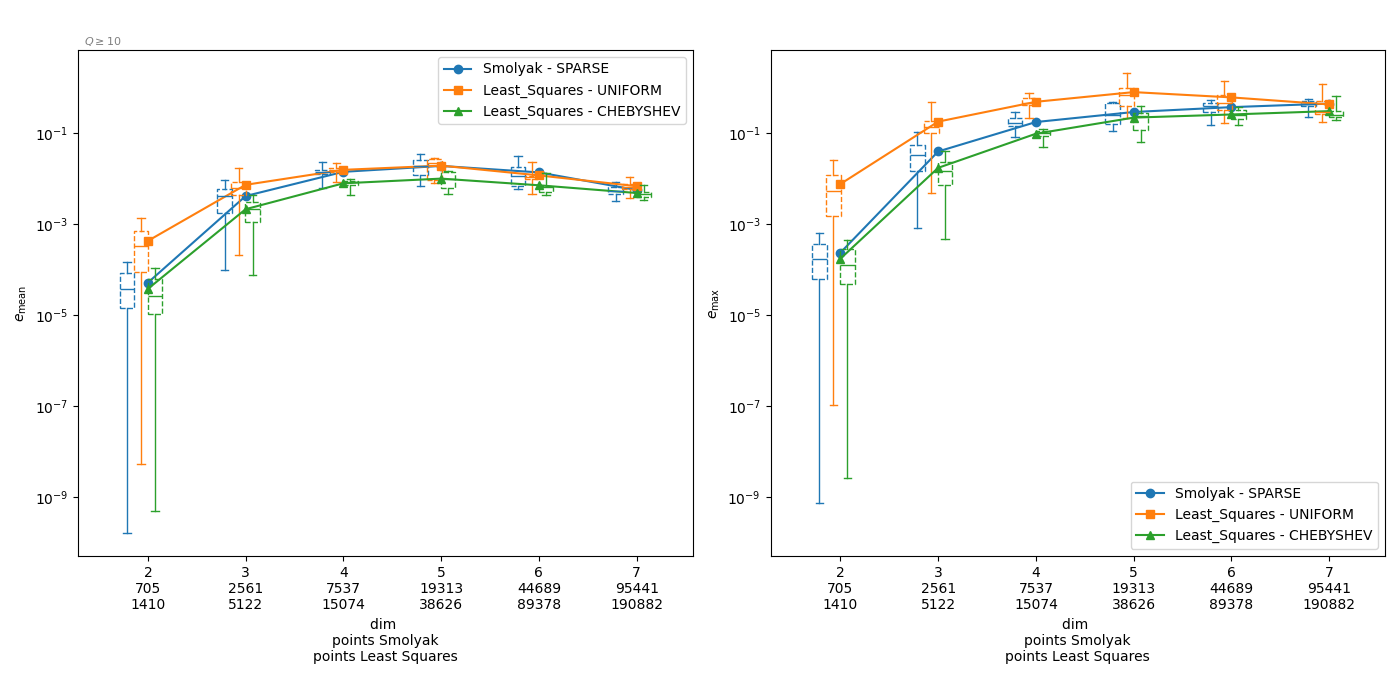 Q ≥ 10
Smolyak - SPARSE
Least_Squares - UNIFORM
Least_Squares - CHEBYSHEV
10⁻¹
10⁻³
10⁻⁵
10⁻⁷
10⁻⁹
e_mean
2 3 4 5 6 7
705 2561 7537 19313 44689 95441
1410 5122 15074 38626 89378 190882
dim
points Smolyak
points Least Squares
10⁻¹
10⁻³
10⁻⁵
10⁻⁷
10⁻⁹
e_max
Smolyak - SPARSE
Least_Squares - UNIFORM
Least_Squares - CHEBYSHEV
2 3 4 5 6 7
705 2561 7537 19313 44689 95441
1410 5122 15074 38626 89378 190882
dim
points Smolyak
points Least Squares